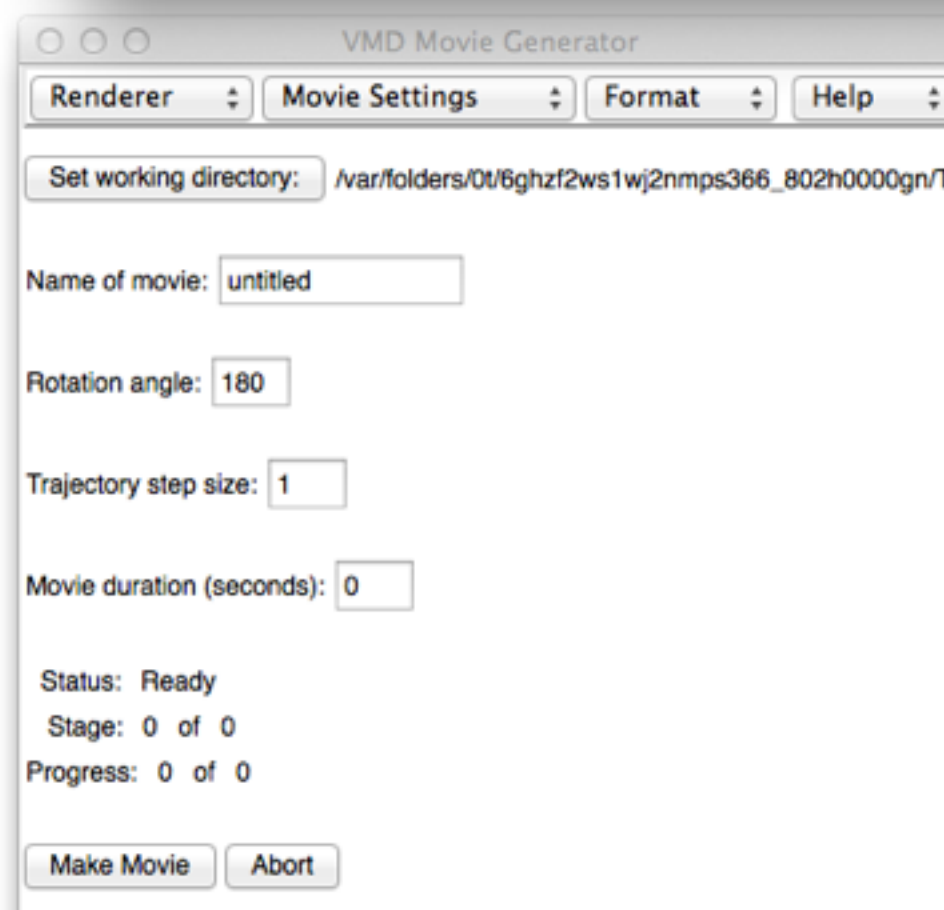 VMD Movie Generator
Renderer Movie Settings Format Help
Set working directory: /var/folders/0t/6ghzf2ws1wj2nmps366_802h0000gn/T
Name of movie: untitled
Rotation angle: 180
Trajectory step size: 1
Movie duration (seconds): 0
Status: Ready
Stage: 0 of 0
Progress: 0 of 0
Make Movie Abort